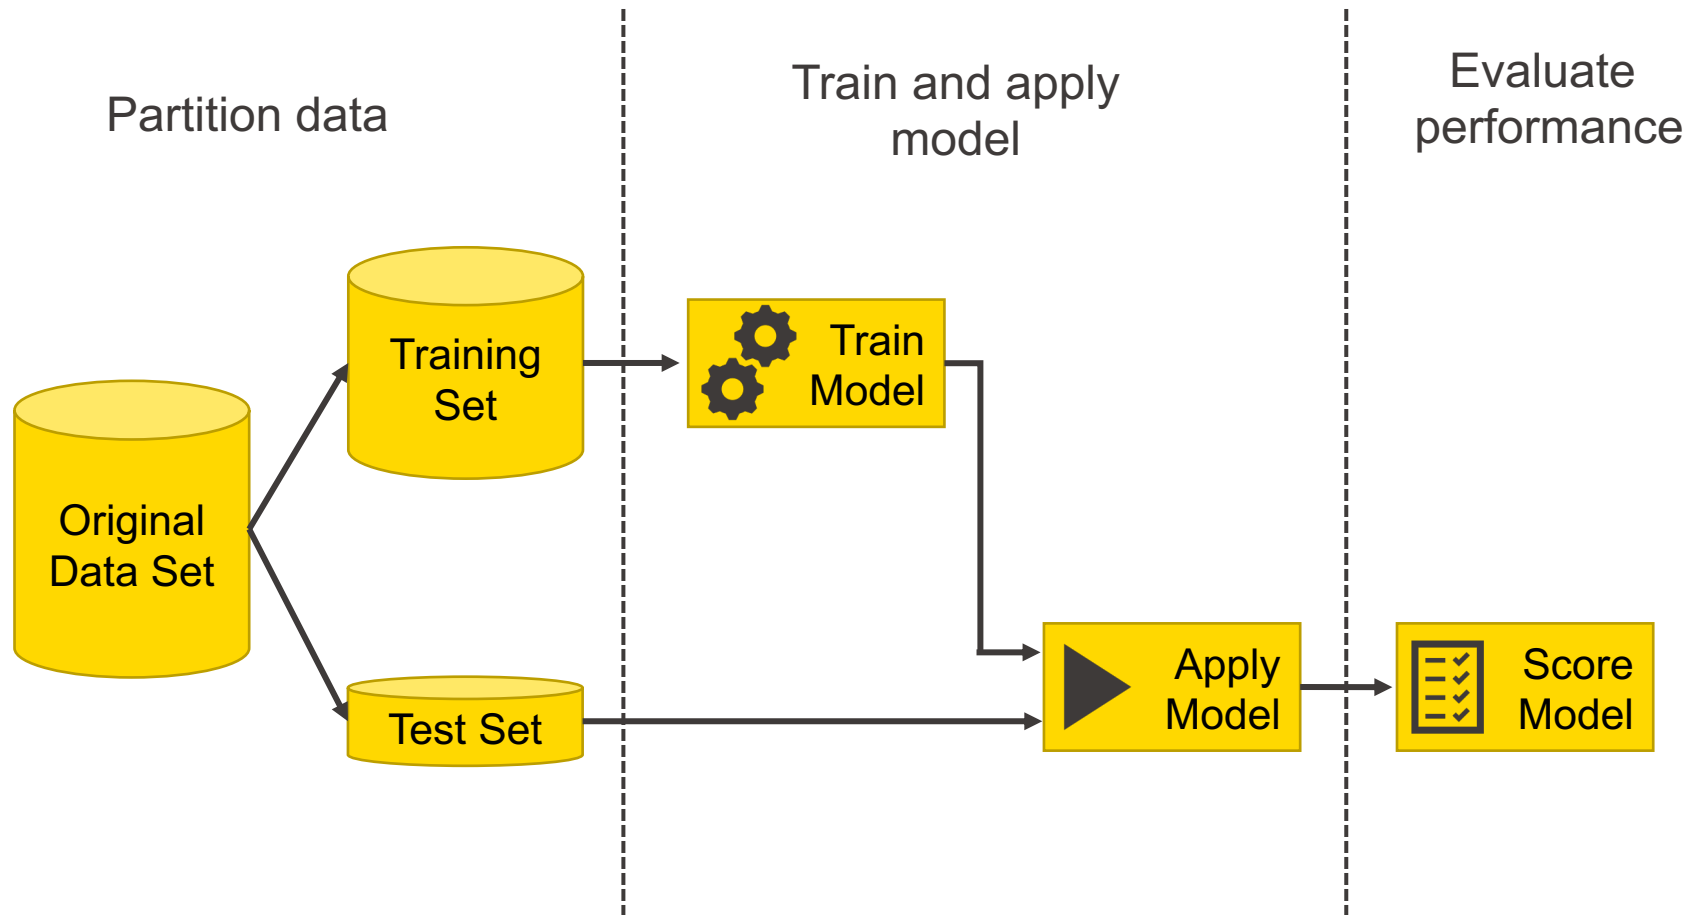 Partition data
Train and apply
model
Evaluate
performance
Training
Set
Train
Model
Original
Data Set
Test Set
Apply
Model
Score
Model